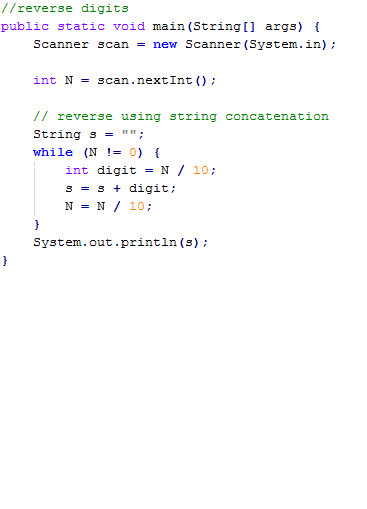 //reverse digits
public static void main(String[] args) {
    Scanner scan = new Scanner(System.in);

    int N = scan.nextInt();

    // reverse using string concatenation
    String s = "";
    while (N != 0) {
        int digit = N / 10;
        s = s + digit;
        N = N / 10;
    }
    System.out.println(s);
}